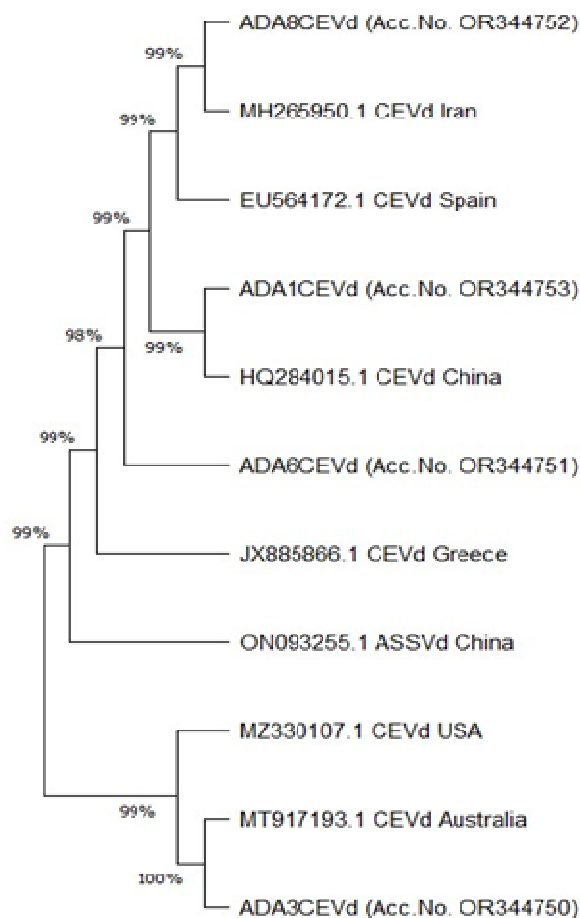 ADA8CEVd (Acc.No. OR344752)
99%
MH265950.1 CEVd Iran
99%
EU564172.1 CEVd Spain
99%
ADA1CEVd (Acc.No. OR344753)
98%
99%
HQ284015.1 CEVd China
99%
ADA6CEVd (Acc.No. OR344751)
99%
JX885866.1 CEVd Greece
ON093255.1 ASSVd China
MZ330107.1 CEVd USA
99%
MT917193.1 CEVd Australia
100%
ADA3CEVd (Acc.No. OR344750)